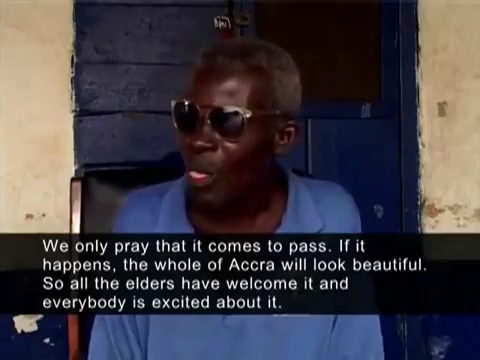 We only pray that it comes to pass. If it
happens, the whole of Accra will look beautiful.
So all the elders have welcome it and
everybody is excited about it.